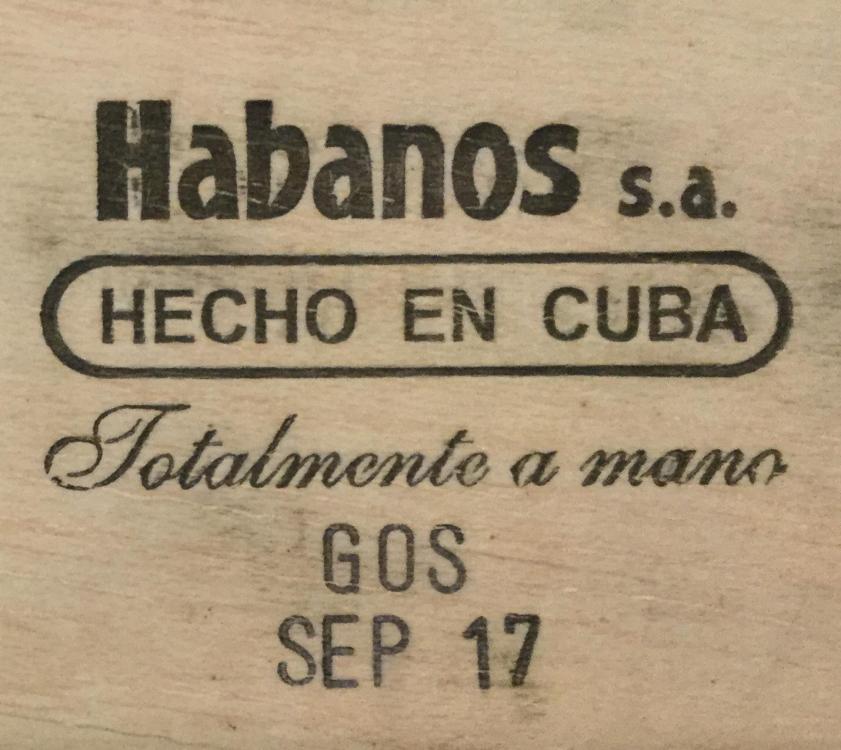 Habanos s.a.
HECHO EN CUBA
Totalmente a mano
GOS
SEP 17